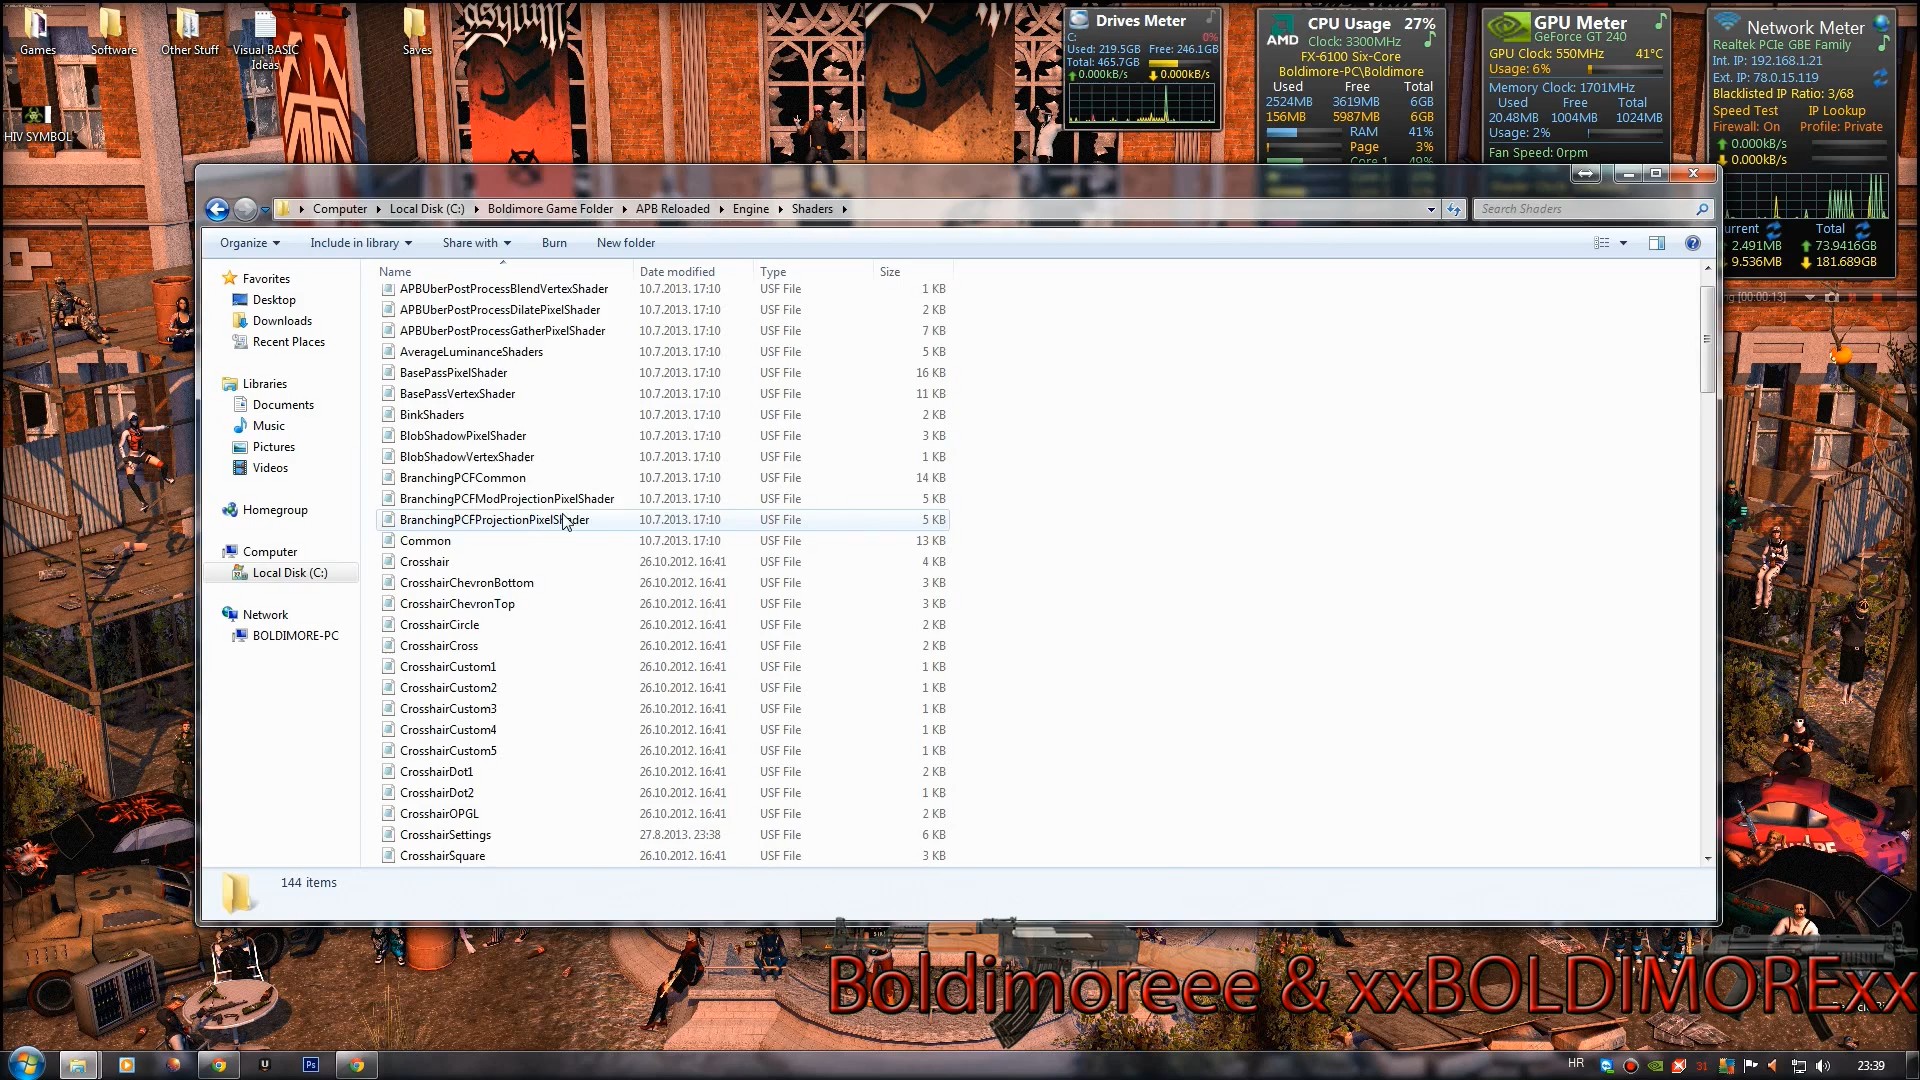 asylum
Games
Software
Other Stuff
Visual BASIC
Ideas
Saves
HIV SYMBOL
Drives Meter
C:
0%
Used: 219.5GB Free: 246.1GB
Total: 465.7GB
0.000kB/s
0.000kB/s
AMD
CPU Usage 27%
Clock: 3300MHz
FX-6100 Six-Core
Boldimore-PC\Boldimore
Used Free Total
2524MB 3619MB 6GB
156MB 5987MB 6GB
RAM 41%
Page 3%
Core 1 49%
GPU Meter
GeForce GT 240
GPU Clock: 550MHz 41°C
Usage: 6%
Memory Clock: 1701MHz
Used Free Total
20.48MB 1004MB 1024MB
Usage: 2%
Fan Speed: 0rpm
Network Meter
Realtek PCIe GBE Family
Int. IP: 192.168.1.21
Ext. IP: 78.0.15.119
Blacklisted IP Ratio: 3/68
Speed Test IP Lookup
Firewall: On Profile: Private
0.000kB/s
0.000kB/s
urrent Total
2.491MB 73.9416GB
9.536MB 181.689GB
[00:00:13]
Computer Local Disk (C:) Boldimore Game Folder APB Reloaded Engine Shaders
Search Shaders
Organize Include in library Share with Burn New folder
Favorites
Desktop
Downloads
Recent Places
Libraries
Documents
Music
Pictures
Videos
Homegroup
Computer
Local Disk (C:)
Network
BOLDIMORE-PC
Name Date modified Type Size
APBUberPostProcessBlendVertexShader 10.7.2013. 17:10 USF File 1 KB
APBUberPostProcessDilatePixelShader 10.7.2013. 17:10 USF File 2 KB
APBUberPostProcessGatherPixelShader 10.7.2013. 17:10 USF File 7 KB
AverageLuminanceShaders 10.7.2013. 17:10 USF File 5 KB
BasePassPixelShader 10.7.2013. 17:10 USF File 16 KB
BasePassVertexShader 10.7.2013. 17:10 USF File 11 KB
BinkShaders 10.7.2013. 17:10 USF File 2 KB
BlobShadowPixelShader 10.7.2013. 17:10 USF File 3 KB
BlobShadowVertexShader 10.7.2013. 17:10 USF File 1 KB
BranchingPCFCommon 10.7.2013. 17:10 USF File 14 KB
BranchingPCFModProjectionPixelShader 10.7.2013. 17:10 USF File 5 KB
BranchingPCFProjectionPixelShader 10.7.2013. 17:10 USF File 5 KB
Common 10.7.2013. 17:10 USF File 13 KB
Crosshair 26.10.2012. 16:41 USF File 4 KB
CrosshairChevronBottom 26.10.2012. 16:41 USF File 3 KB
CrosshairChevronTop 26.10.2012. 16:41 USF File 3 KB
CrosshairCircle 26.10.2012. 16:41 USF File 2 KB
CrosshairCross 26.10.2012. 16:41 USF File 2 KB
CrosshairCustom1 26.10.2012. 16:41 USF File 1 KB
CrosshairCustom2 26.10.2012. 16:41 USF File 1 KB
CrosshairCustom3 26.10.2012. 16:41 USF File 1 KB
CrosshairCustom4 26.10.2012. 16:41 USF File 1 KB
CrosshairCustom5 26.10.2012. 16:41 USF File 1 KB
CrosshairDot1 26.10.2012. 16:41 USF File 2 KB
CrosshairDot2 26.10.2012. 16:41 USF File 1 KB
CrosshairOPGL 26.10.2012. 16:41 USF File 2 KB
CrosshairSettings 27.8.2013. 23:38 USF File 6 KB
CrosshairSquare 26.10.2012. 16:41 USF File 3 KB
144 items
Boldimoreee & xxBOLDIMORExx
Ps
HR
31
23:39